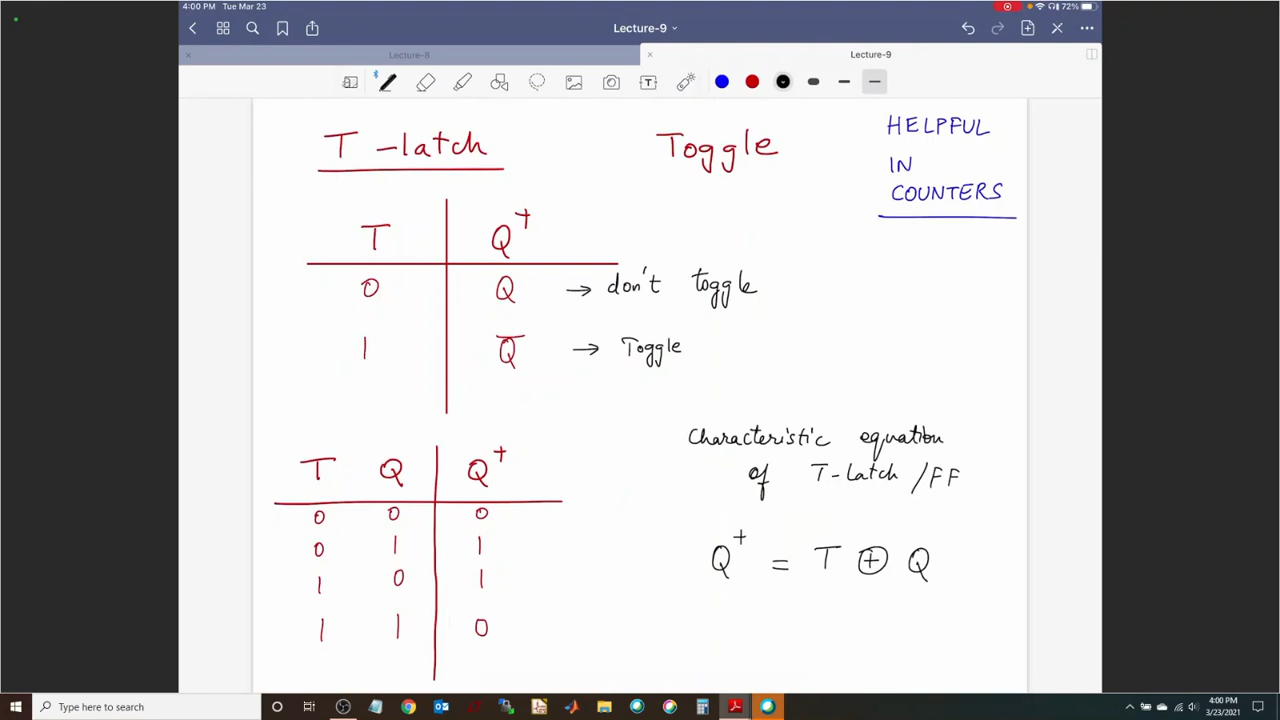 4:00 PM Tue Mar 23
72%
Lecture-9
Lecture-8
Lecture-9
T-latch
Toggle
HELPFUL
IN
COUNTERS
T Q⁺
0 Q → don't toggle
1 Q̅ → Toggle
Characteristic equation
of T-latch /FF
T Q Q⁺
0 0 0
0 1 1
1 0 1
1 1 0
Q⁺ = T ⊕ Q
Type here to search
4:00 PM
3/23/2021